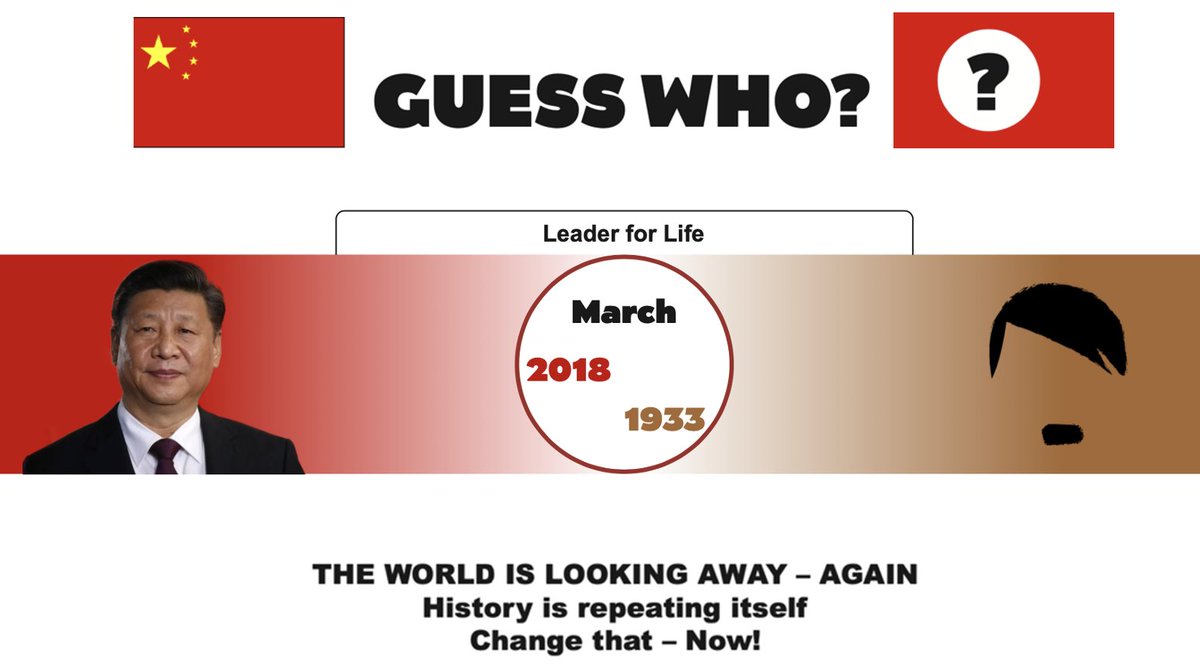 GUESS WHO?
?
Leader for Life
March
2018
1933
THE WORLD IS LOOKING AWAY – AGAIN
History is repeating itself
Change that – Now!